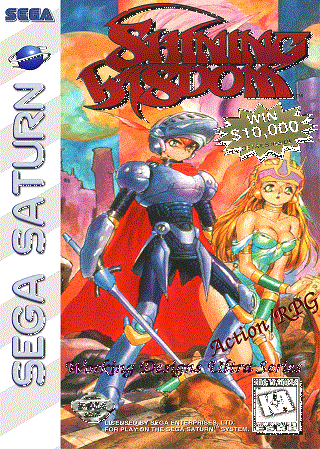 SEGA
SHINING
WISDOM
WIN
$10,000
SEGA SATURN
Action RPG
Working Designs Ultra Series
LICENSED BY SEGA ENTERPRISES, LTD.
FOR PLAY ON THE SEGA SATURN™ SYSTEM.